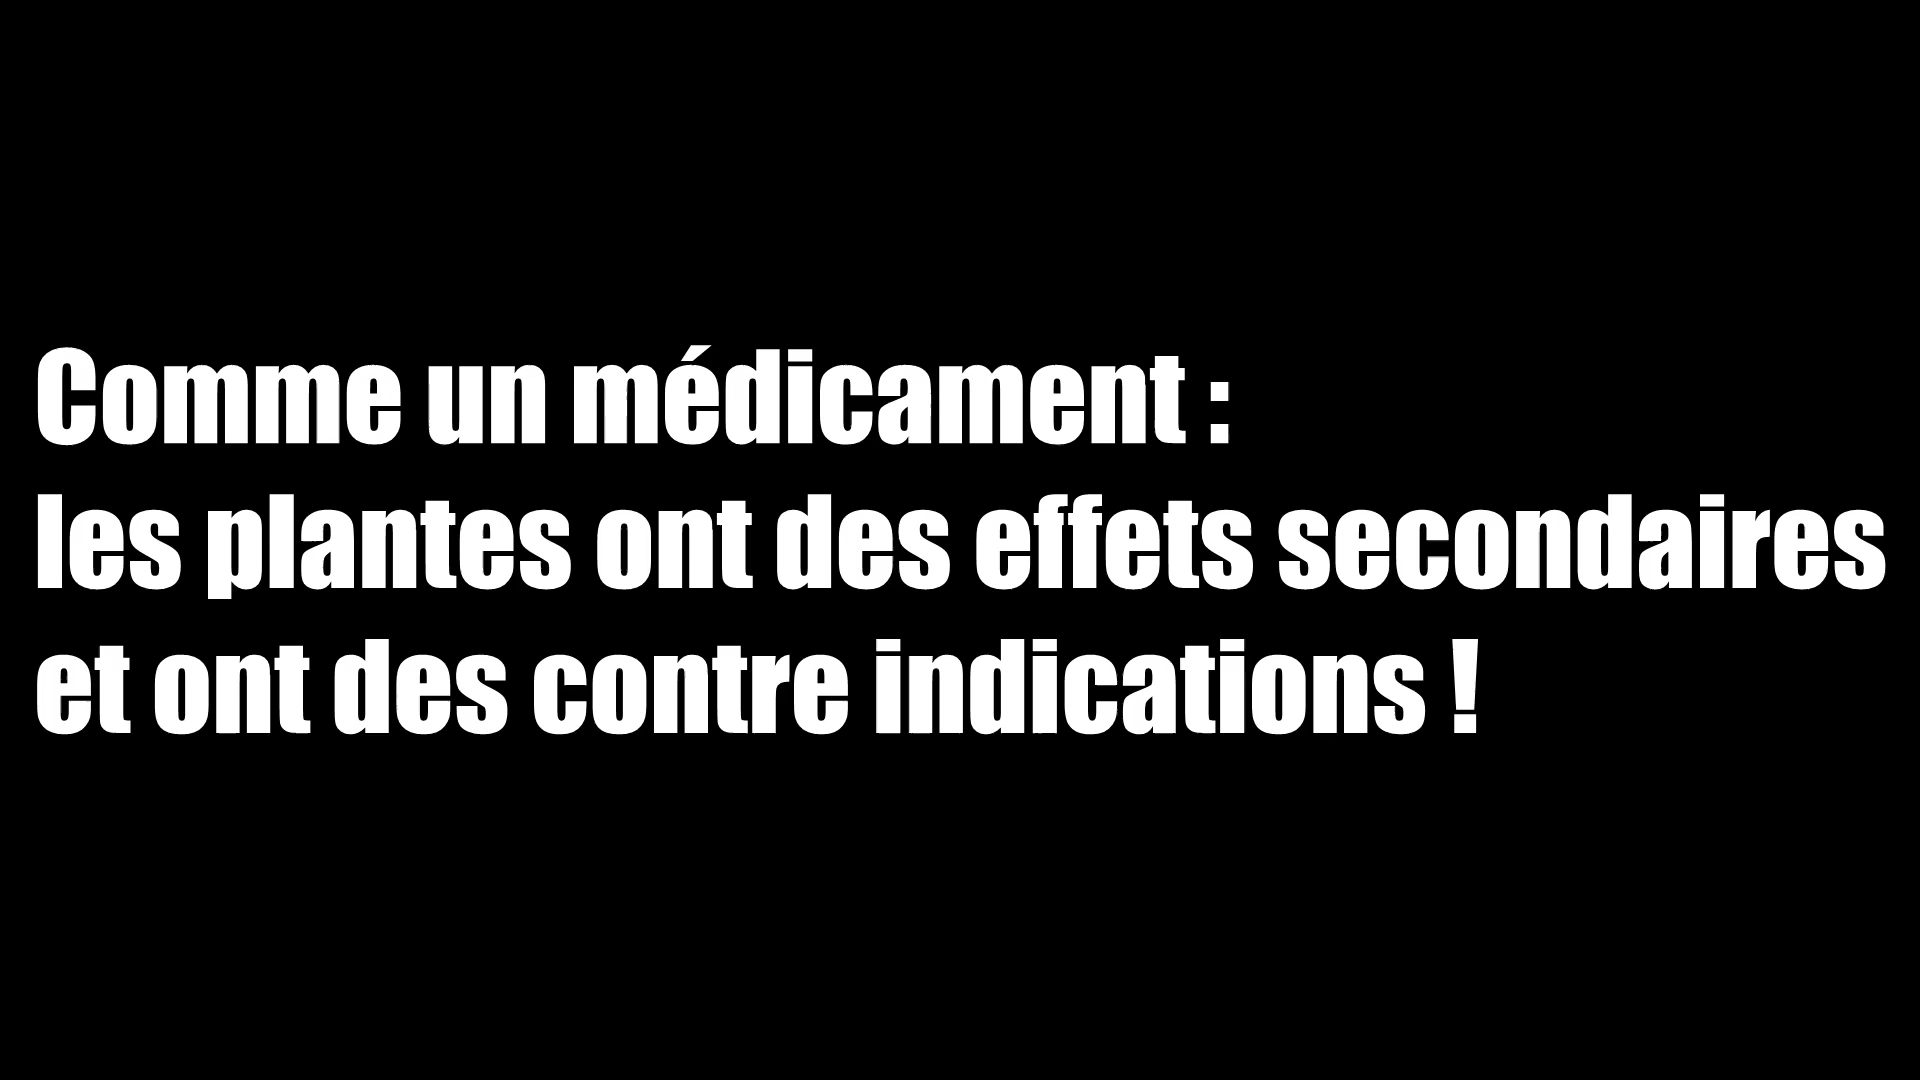 Comme un médicament :
les plantes ont des effets secondaires
et ont des contre indications !